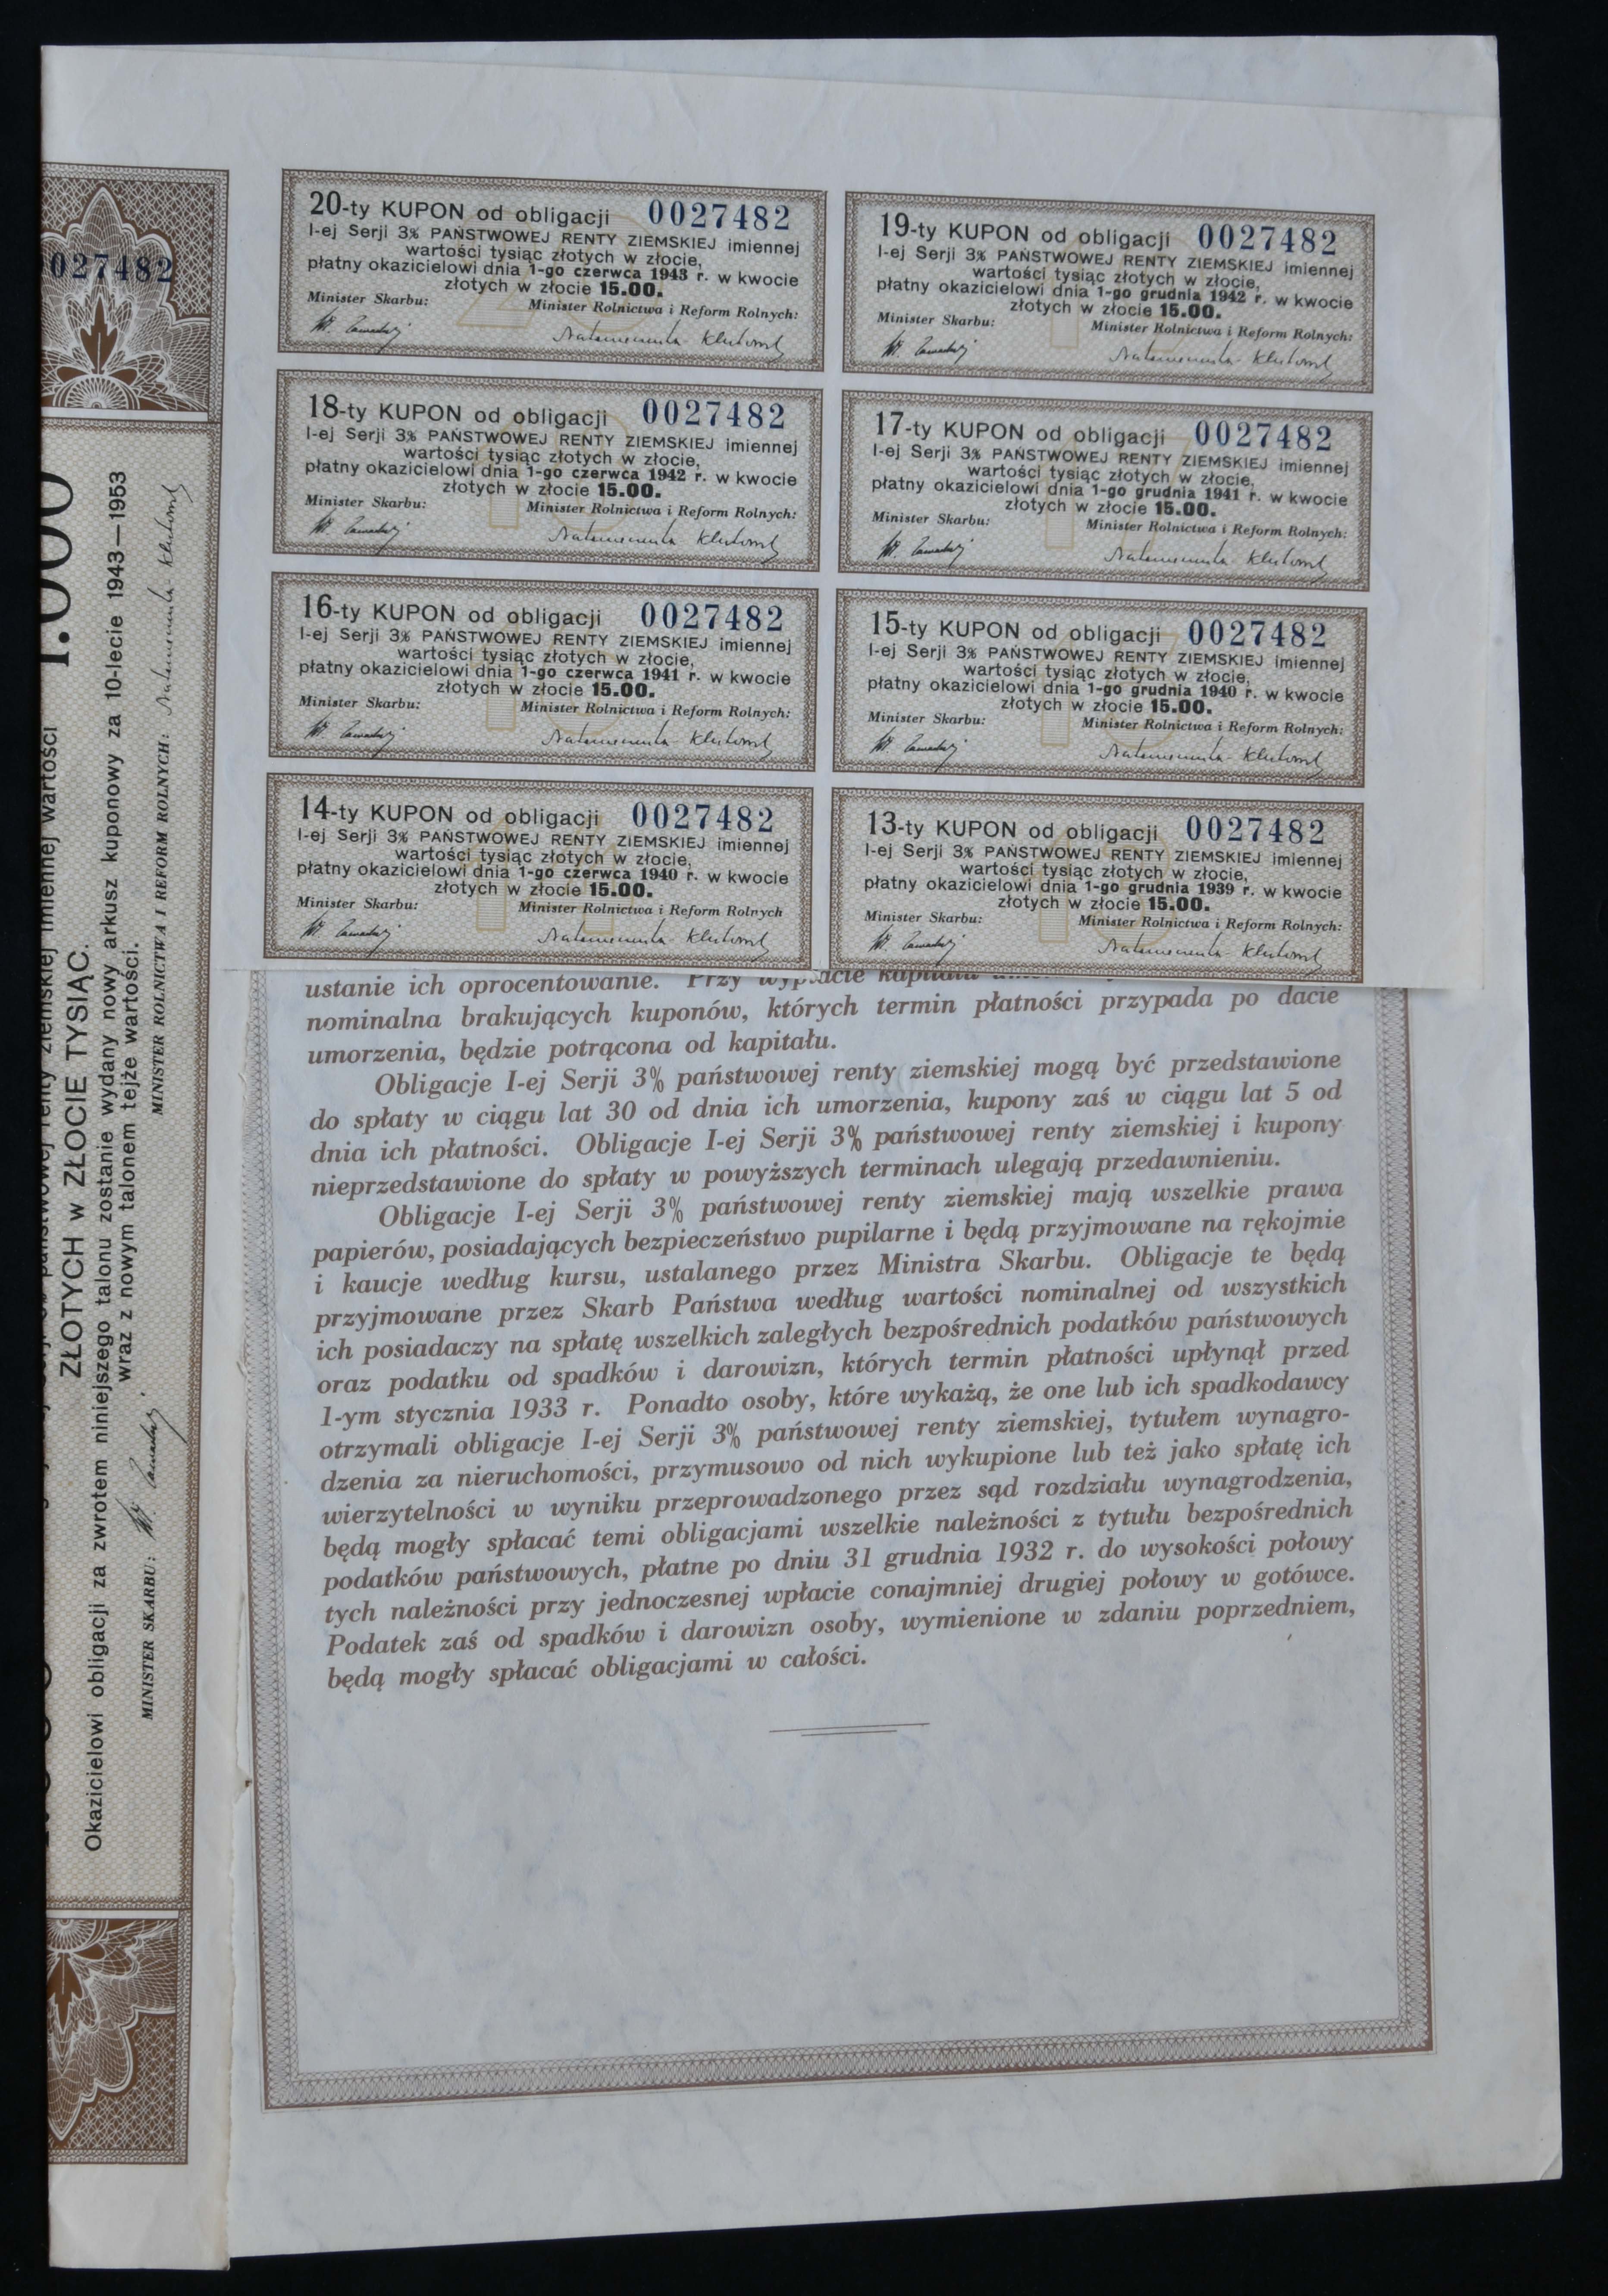 20-ty KUPON od obligacji 0027482
I-ej Serji 3% PAŃSTWOWEJ RENTY ZIEMSKIEJ imiennej
wartości tysiąc złotych w złocie,
płatny okazicielowi dnia 1-go czerwca 1943 r. w kwocie
złotych w złocie 15.00.
Minister Skarbu: Minister Rolnictwa i Reform Rolnych:
19-ty KUPON od obligacji 0027482
I-ej Serji 3% PAŃSTWOWEJ RENTY ZIEMSKIEJ imiennej
wartości tysiąc złotych w złocie,
płatny okazicielowi dnia 1-go grudnia 1942 r. w kwocie
złotych w złocie 15.00.
Minister Skarbu: Minister Rolnictwa i Reform Rolnych:
18-ty KUPON od obligacji 0027482
I-ej Serji 3% PAŃSTWOWEJ RENTY ZIEMSKIEJ imiennej
wartości tysiąc złotych w złocie,
płatny okazicielowi dnia 1-go czerwca 1942 r. w kwocie
złotych w złocie 15.00.
Minister Skarbu: Minister Rolnictwa i Reform Rolnych:
17-ty KUPON od obligacji 0027482
I-ej Serji 3% PAŃSTWOWEJ RENTY ZIEMSKIEJ imiennej
wartości tysiąc złotych w złocie,
płatny okazicielowi dnia 1-go grudnia 1941 r. w kwocie
złotych w złocie 15.00.
Minister Skarbu: Minister Rolnictwa i Reform Rolnych:
16-ty KUPON od obligacji 0027482
I-ej Serji 3% PAŃSTWOWEJ RENTY ZIEMSKIEJ imiennej
wartości tysiąc złotych w złocie,
płatny okazicielowi dnia 1-go czerwca 1941 r. w kwocie
złotych w złocie 15.00.
Minister Skarbu: Minister Rolnictwa i Reform Rolnych:
15-ty KUPON od obligacji 0027482
I-ej Serji 3% PAŃSTWOWEJ RENTY ZIEMSKIEJ imiennej
wartości tysiąc złotych w złocie,
płatny okazicielowi dnia 1-go grudnia 1940 r. w kwocie
złotych w złocie 15.00.
Minister Skarbu: Minister Rolnictwa i Reform Rolnych:
14-ty KUPON od obligacji 0027482
I-ej Serji 3% PAŃSTWOWEJ RENTY ZIEMSKIEJ imiennej
wartości tysiąc złotych w złocie,
płatny okazicielowi dnia 1-go czerwca 1940 r. w kwocie
złotych w złocie 15.00.
Minister Skarbu: Minister Rolnictwa i Reform Rolnych
13-ty KUPON od obligacji 0027482
I-ej Serji 3% PAŃSTWOWEJ RENTY ZIEMSKIEJ imiennej
wartości tysiąc złotych w złocie,
płatny okazicielowi dnia 1-go grudnia 1939 r. w kwocie
złotych w złocie 15.00.
Minister Skarbu: Minister Rolnictwa i Reform Rolnych:
ustanie ich oprocentowanie. Przy wypłacie kapitału
nominalna brakujących kuponów, których termin płatności przypada po dacie
umorzenia, będzie potrącona od kapitału.
Obligacje I-ej Serji 3% państwowej renty ziemskiej mogą być przedstawione
do spłaty w ciągu lat 30 od dnia ich umorzenia, kupony zaś w ciągu lat 5 od
dnia ich płatności. Obligacje I-ej Serji 3% państwowej renty ziemskiej i kupony
nieprzedstawione do spłaty w powyższych terminach ulegają przedawnieniu.
Obligacje I-ej Serji 3% państwowej renty ziemskiej mają wszelkie prawa
papierów, posiadających bezpieczeństwo pupilarne i będą przyjmowane na rękojmie
i kaucje według kursu, ustalanego przez Ministra Skarbu. Obligacje te będą
przyjmowane przez Skarb Państwa według wartości nominalnej od wszystkich
ich posiadaczy na spłatę wszelkich zaległych bezpośrednich podatków państwowych
oraz podatku od spadków i darowizn, których termin płatności upłynął przed
1-ym stycznia 1933 r. Ponadto osoby, które wykażą, że one lub ich spadkodawcy
otrzymali obligacje I-ej Serji 3% państwowej renty ziemskiej, tytułem wynagro-
dzenia za nieruchomości, przymusowo od nich wykupione lub też jako spłatę ich
wierzytelności w wyniku przeprowadzonego przez sąd rozdziału wynagrodzenia,
będą mogły spłacać temi obligacjami wszelkie należności z tytułu bezpośrednich
podatków państwowych, płatne po dniu 31 grudnia 1932 r. do wysokości połowy
tych należności przy jednoczesnej wpłacie conajmniej drugiej połowy w gotówce.
Podatek zaś od spadków i darowizn osoby, wymienione w zdaniu poprzedniem,
będą mogły spłacać obligacjami w całości.
027482
1.000
państwowej renty ziemskiej imiennej wartości
ZŁOTYCH w ZŁOCIE TYSIĄC.
Okazicielowi obligacji za zwrotem niniejszego talonu zostanie wydany nowy arkusz kuponowy za 10-lecie 1943—1953
wraz z nowym talonem tejże wartości.
MINISTER SKARBU: MINISTER ROLNICTWA I REFORM ROLNYCH: